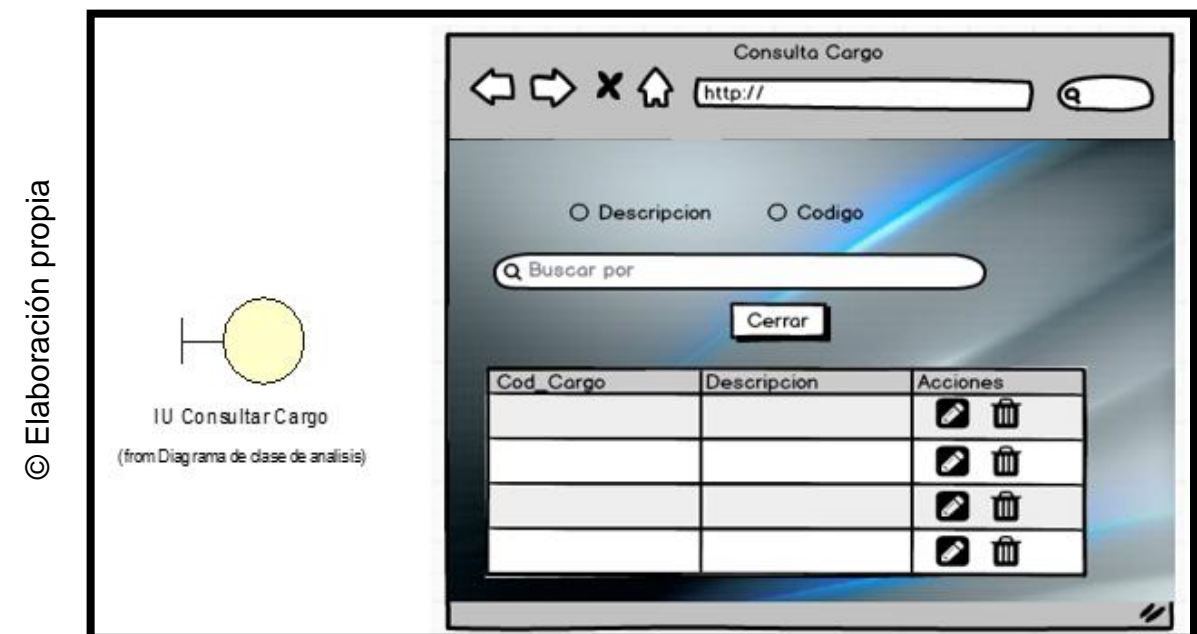 © Elaboración propia
IU Consultar Cargo
(from Diagrama de clase de analisis)
Consulta Cargo
http://
Descripcion Codigo
Buscar por
Cerrar
Cod_Cargo Descripcion Acciones